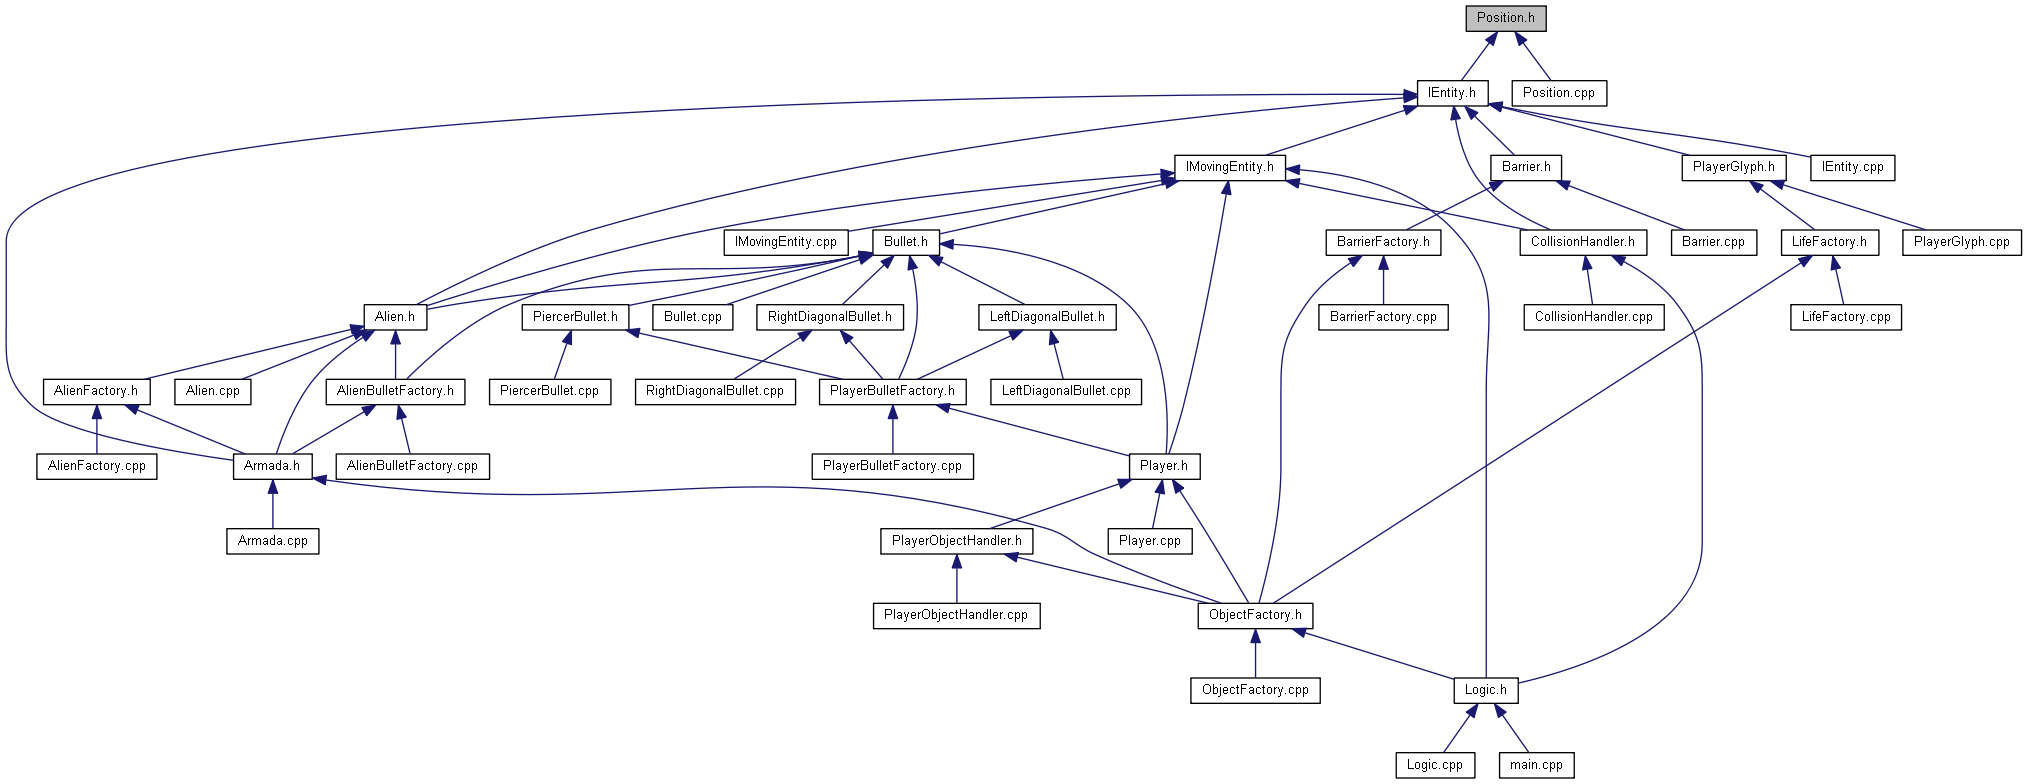 Position.h
IEntity.h
Position.cpp
IMovingEntity.h
Barrier.h
PlayerGlyph.h
IEntity.cpp
IMovingEntity.cpp
Bullet.h
BarrierFactory.h
CollisionHandler.h
Barrier.cpp
LifeFactory.h
PlayerGlyph.cpp
Alien.h
PiercerBullet.h
Bullet.cpp
RightDiagonalBullet.h
LeftDiagonalBullet.h
BarrierFactory.cpp
CollisionHandler.cpp
LifeFactory.cpp
AlienFactory.h
Alien.cpp
AlienBulletFactory.h
PiercerBullet.cpp
RightDiagonalBullet.cpp
PlayerBulletFactory.h
LeftDiagonalBullet.cpp
AlienFactory.cpp
Armada.h
AlienBulletFactory.cpp
PlayerBulletFactory.cpp
Player.h
Armada.cpp
PlayerObjectHandler.h
Player.cpp
PlayerObjectHandler.cpp
ObjectFactory.h
ObjectFactory.cpp
Logic.h
Logic.cpp
main.cpp